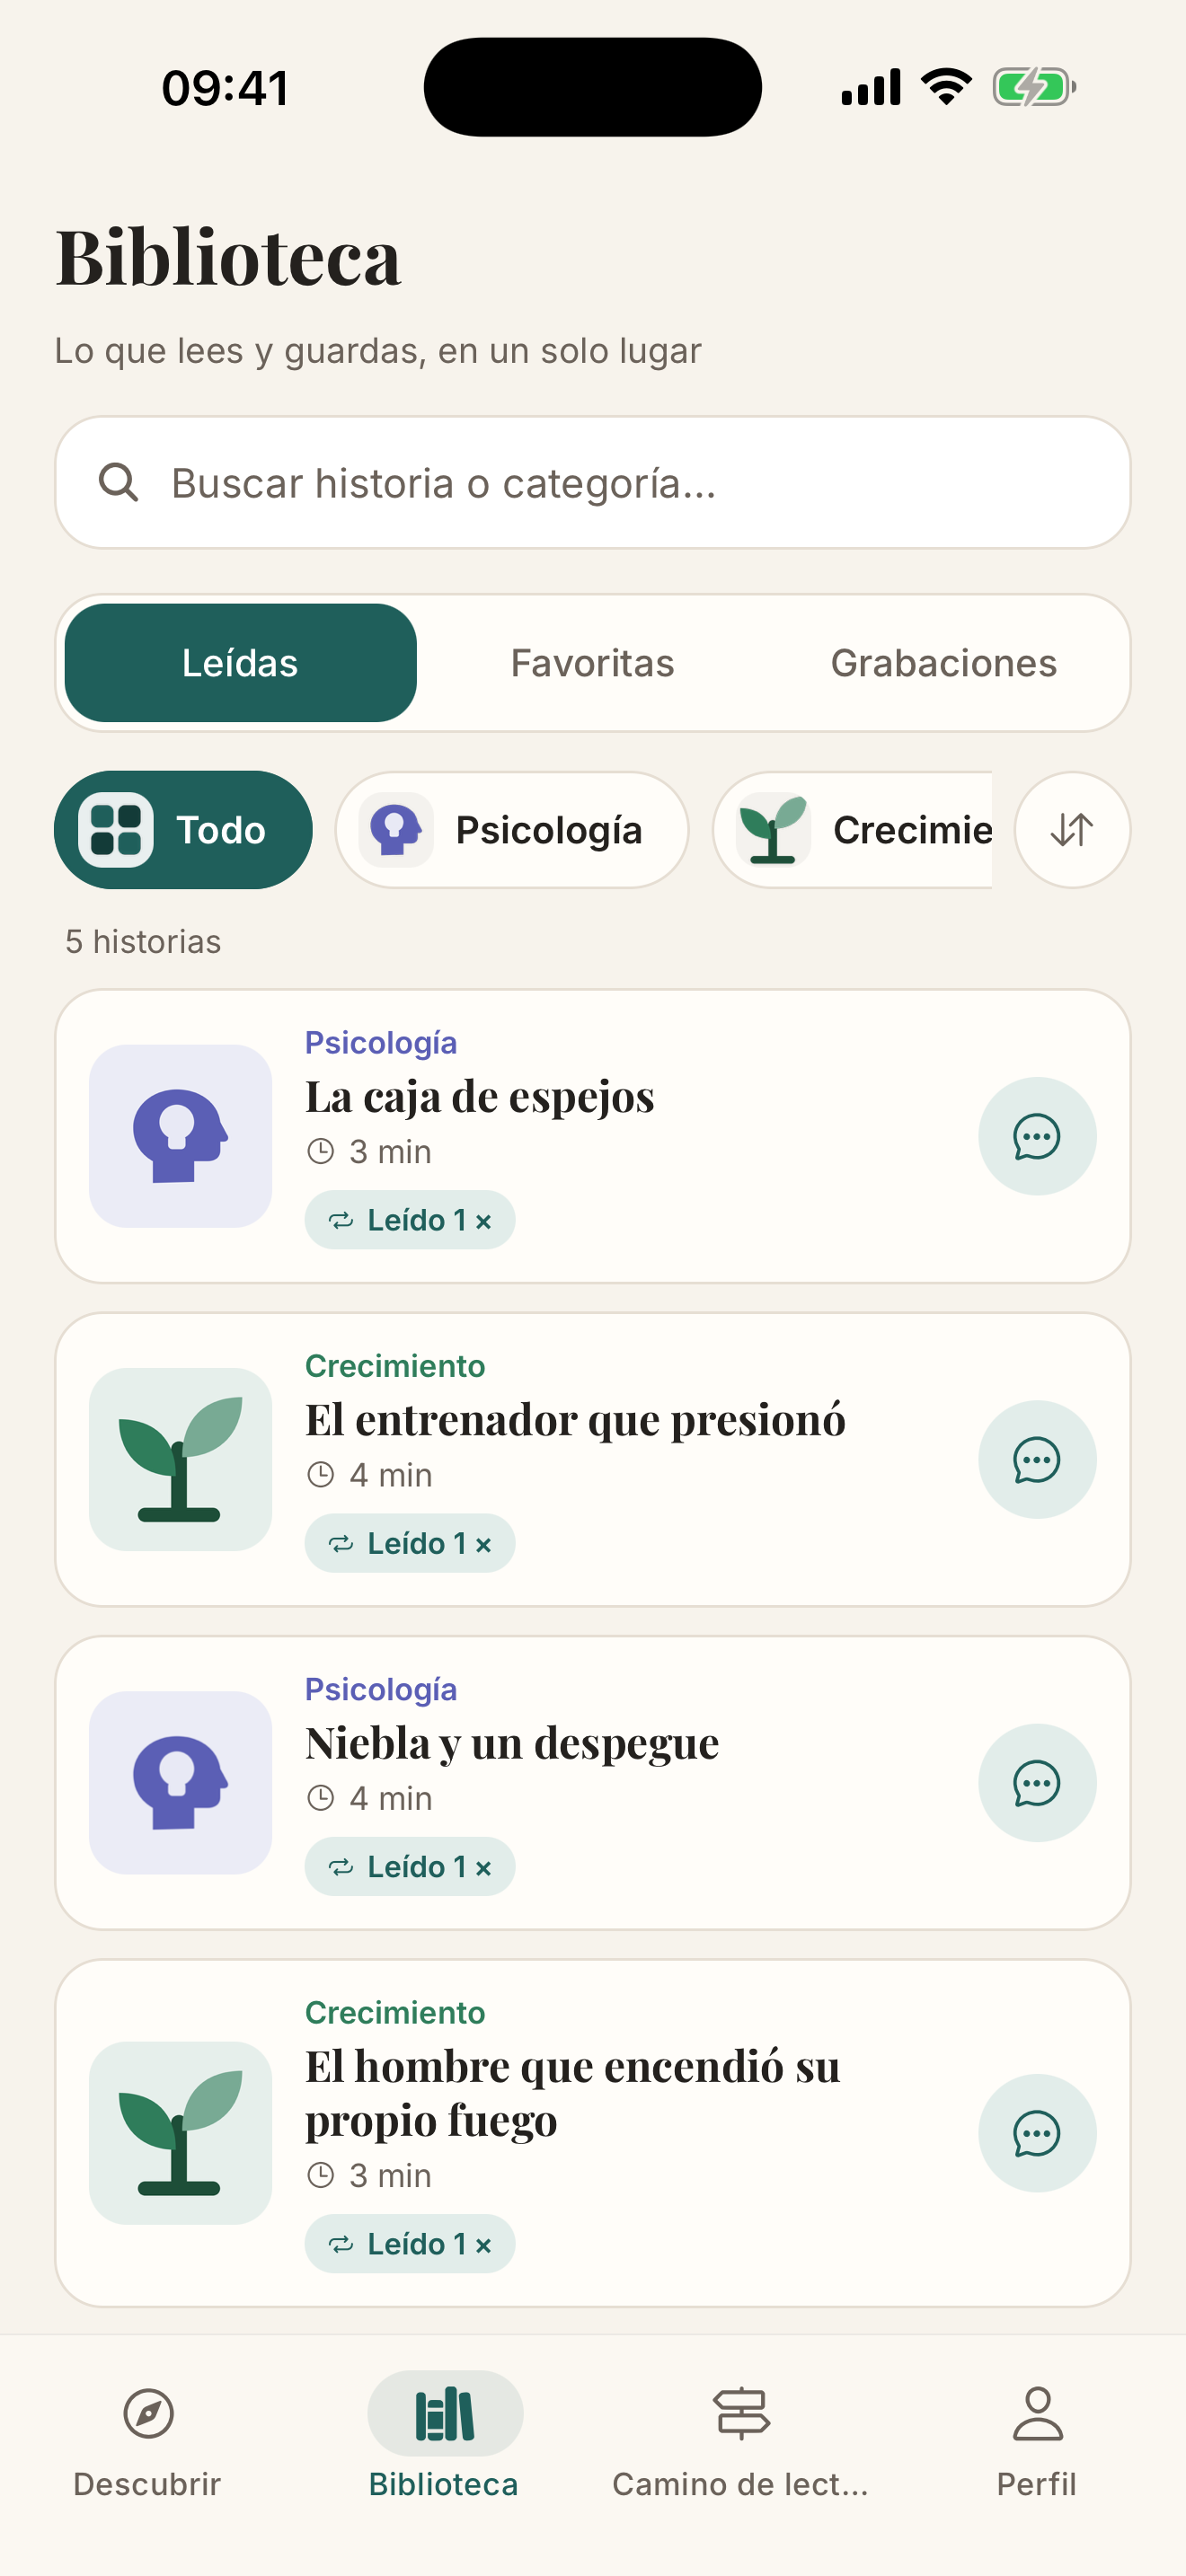 09:41
Biblioteca
Lo que lees y guardas, en un solo lugar
Buscar historia o categoría...
Leídas
Favoritas
Grabaciones
Todo
Psicología
Crecimie
5 historias
Psicología
La caja de espejos
3 min
Leído 1 ×
Crecimiento
El entrenador que presionó
4 min
Leído 1 ×
Psicología
Niebla y un despegue
4 min
Leído 1 ×
Crecimiento
El hombre que encendió su
propio fuego
3 min
Leído 1 ×
Descubrir
Biblioteca
Camino de lect...
Perfil